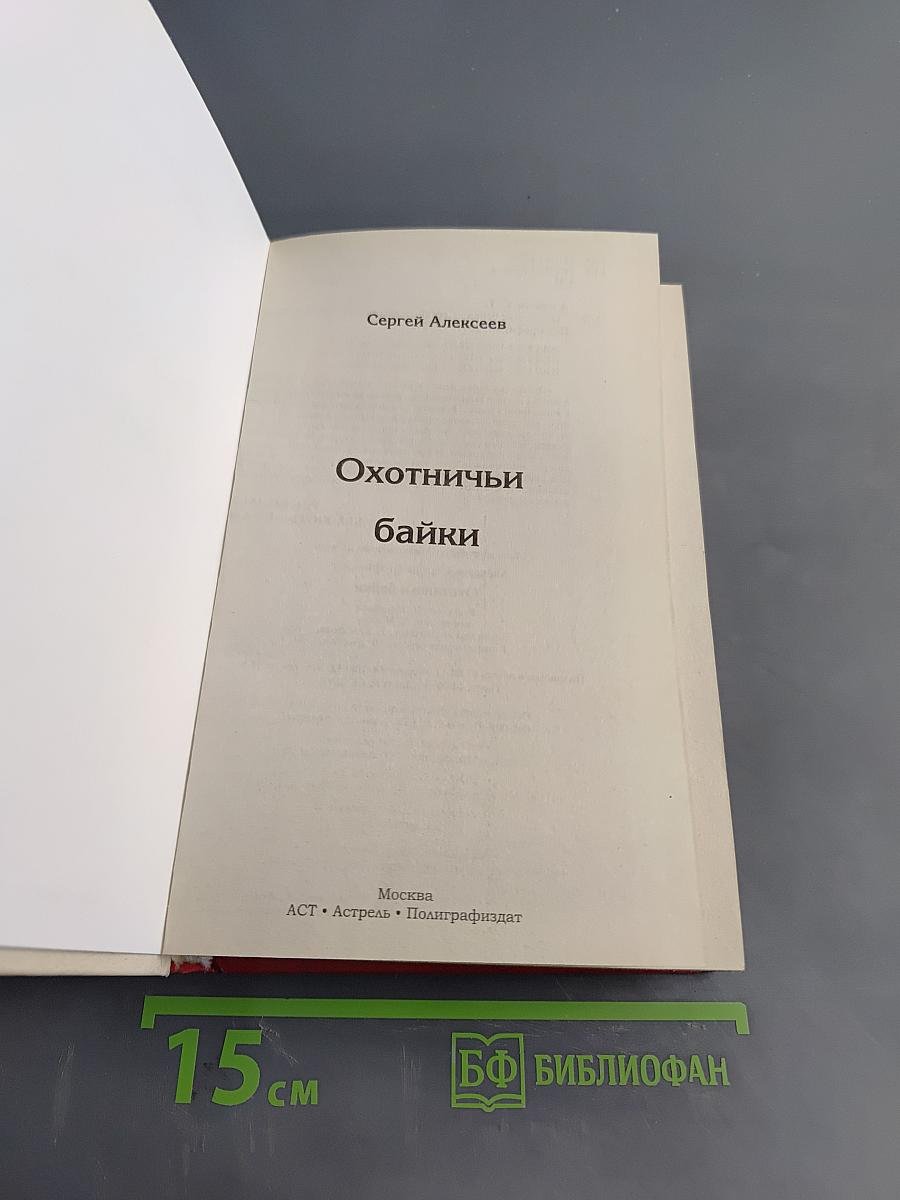 Сергей Алексеев
Охотничьи
байки
Москва
АСТ • Астрель • Полиграфиздат
15 см
БФ БИБЛИОФАН